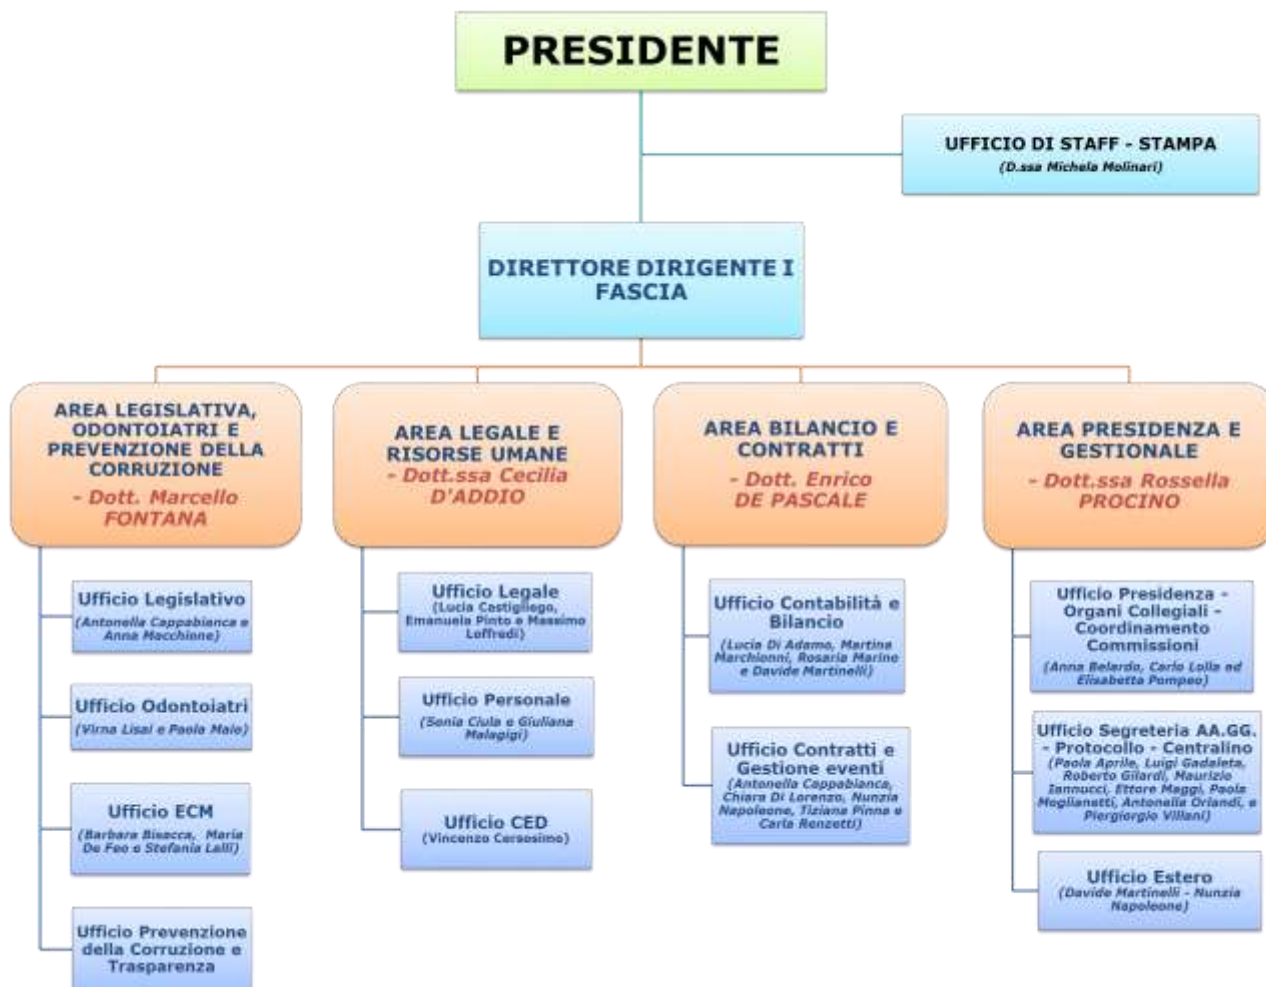 PRESIDENTE
UFFICIO DI STAFF - STAMPA
(D.ssa Michela Molinari)
DIRETTORE DIRIGENTE I
FASCIA
AREA LEGISLATIVA,
ODONTOIATRI E
PREVENZIONE DELLA
CORRUZIONE
- Dott. Marcello
FONTANA
AREA LEGALE E
RISORSE UMANE
- Dott.ssa Cecilia
D'ADDIO
AREA BILANCIO E
CONTRATTI
- Dott. Enrico
DE PASCALE
AREA PRESIDENZA E
GESTIONALE
- Dott.ssa Rossella
PROCINO
Ufficio Legislativo
(Antonella Cappabianca e
Anna Macchione)
Ufficio Odontoiatri
(Virna Lisai e Paola Maio)
Ufficio ECM
(Barbara Bisacca, Maria
De Feo e Stefania Lalli)
Ufficio Prevenzione
della Corruzione e
Trasparenza
Ufficio Legale
(Lucia Castigliego,
Emanuela Pinto e Massimo
Loffredi)
Ufficio Personale
(Sonia Ciula e Giuliana
Malagigi)
Ufficio CED
(Vincenzo Cersosimo)
Ufficio Contabilità e
Bilancio
(Lucia Di Adamo, Martina
Marchionni, Rosaria Marino
e Davide Martinelli)
Ufficio Contratti e
Gestione eventi
(Antonella Cappabianca,
Chiara Di Lorenzo, Nunzia
Napoleone, Tiziana Pinna e
Carla Renzetti)
Ufficio Presidenza -
Organi Collegiali -
Coordinamento
Commissioni
(Anna Belardo, Carlo Lolla ed
Elisabetta Pompeo)
Ufficio Segreteria AA.GG.
- Protocollo - Centralino
(Paola Aprile, Luigi Gadaleta,
Roberto Gilardi, Maurizio
Iannucci, Ettore Maggi, Paola
Moglianetti, Antonella Orlandi, e
Piergiorgio Villani)
Ufficio Estero
(Davide Martinelli - Nunzia
Napoleone)